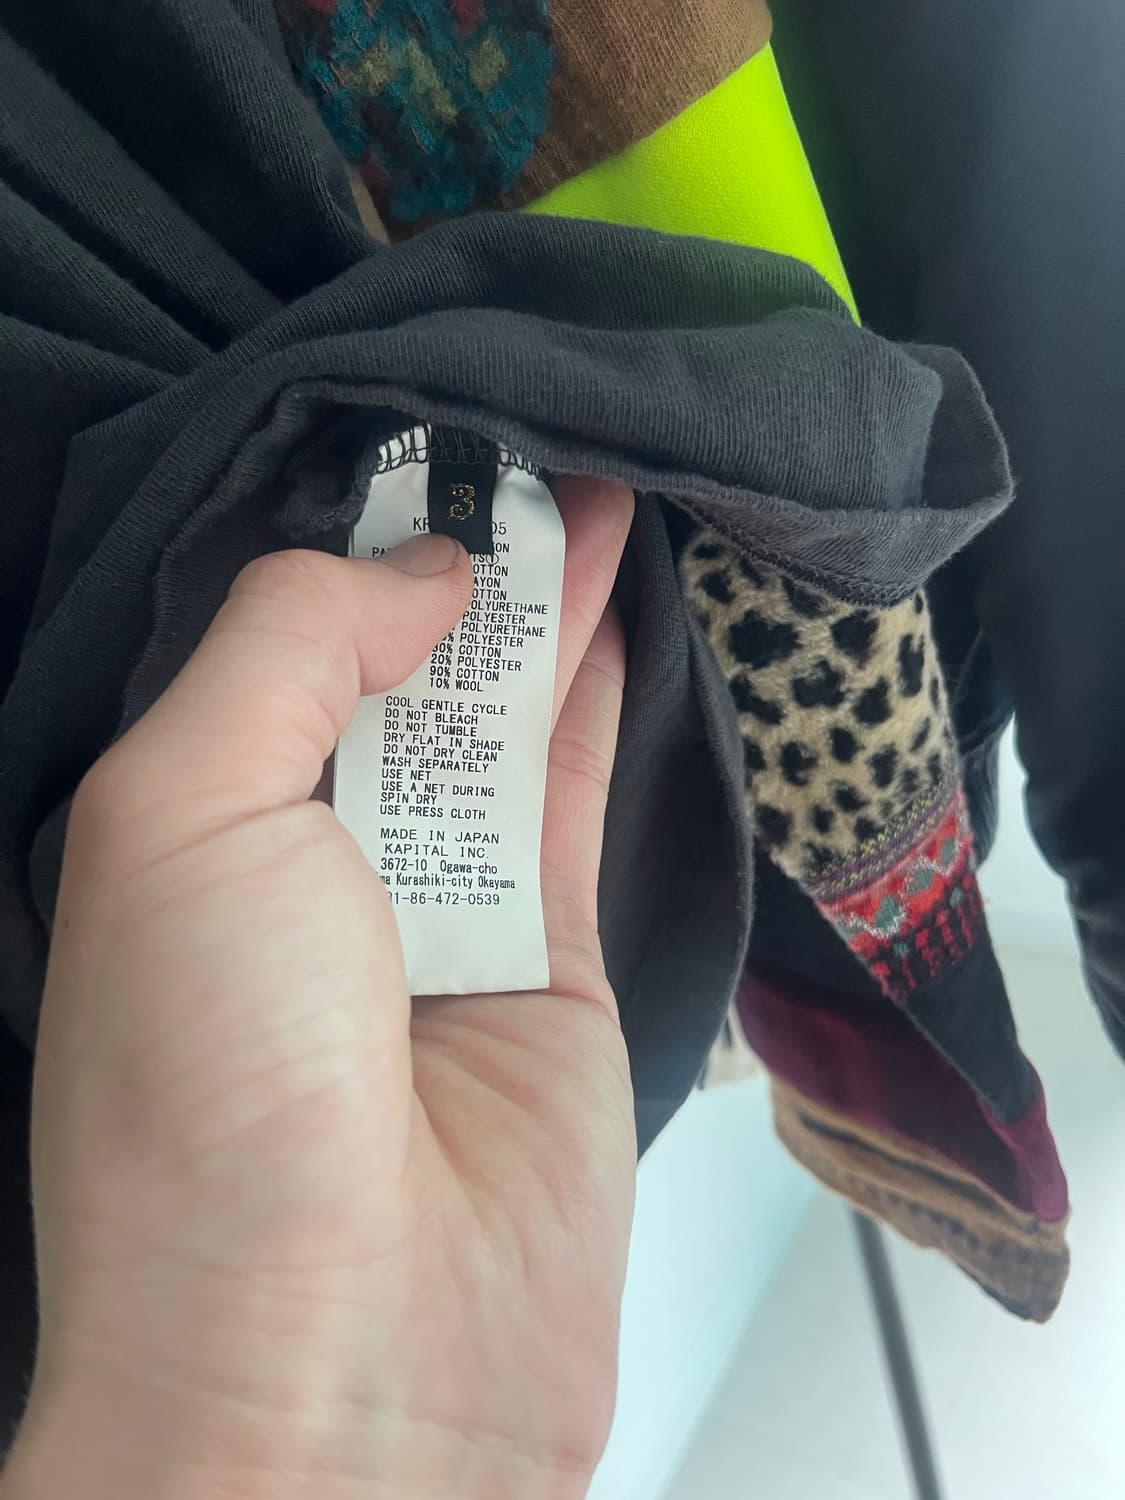 3
COTTON
POLYURETHANE
POLYESTER
POLYURETHANE
POLYESTER
COTTON
20% POLYESTER
90% COTTON
10% WOOL
COOL GENTLE CYCLE
DO NOT BLEACH
DO NOT TUMBLE
DRY FLAT IN SHADE
DO NOT DRY CLEAN
WASH SEPARATELY
USE NET
USE A NET DURING
SPIN DRY
USE PRESS CLOTH
MADE IN JAPAN
KAPITAL INC.
3672-10 Ogawa-cho
Kurashiki-city Okayama
1-86-472-0539